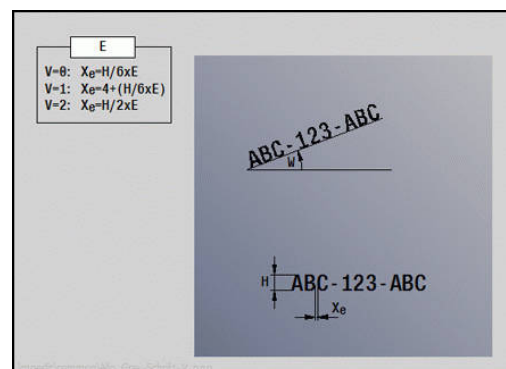 E
V=0: Xe=H/6xE
V=1: Xe=4+(H/6xE)
V=2: Xe=H/2xE
ABC-123-ABC
W
H
ABC-123-ABC
Xe